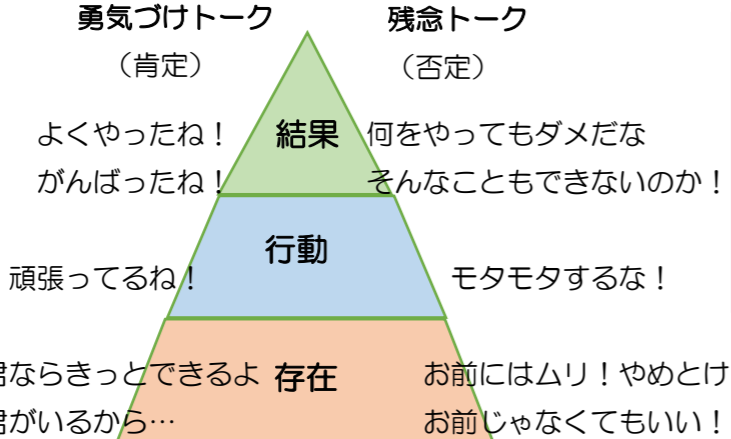 勇気づけトーク 残念トーク
（肯定） （否定）
よくやったね！ 結果 何をやってもダメだな
がんばったね！ そんなこともできないのか！
行動
頑張ってるね！ モタモタするな！
君ならきっとできるよ 存在 お前にはムリ！やめとけ
君がいるから… お前じゃなくてもいい！